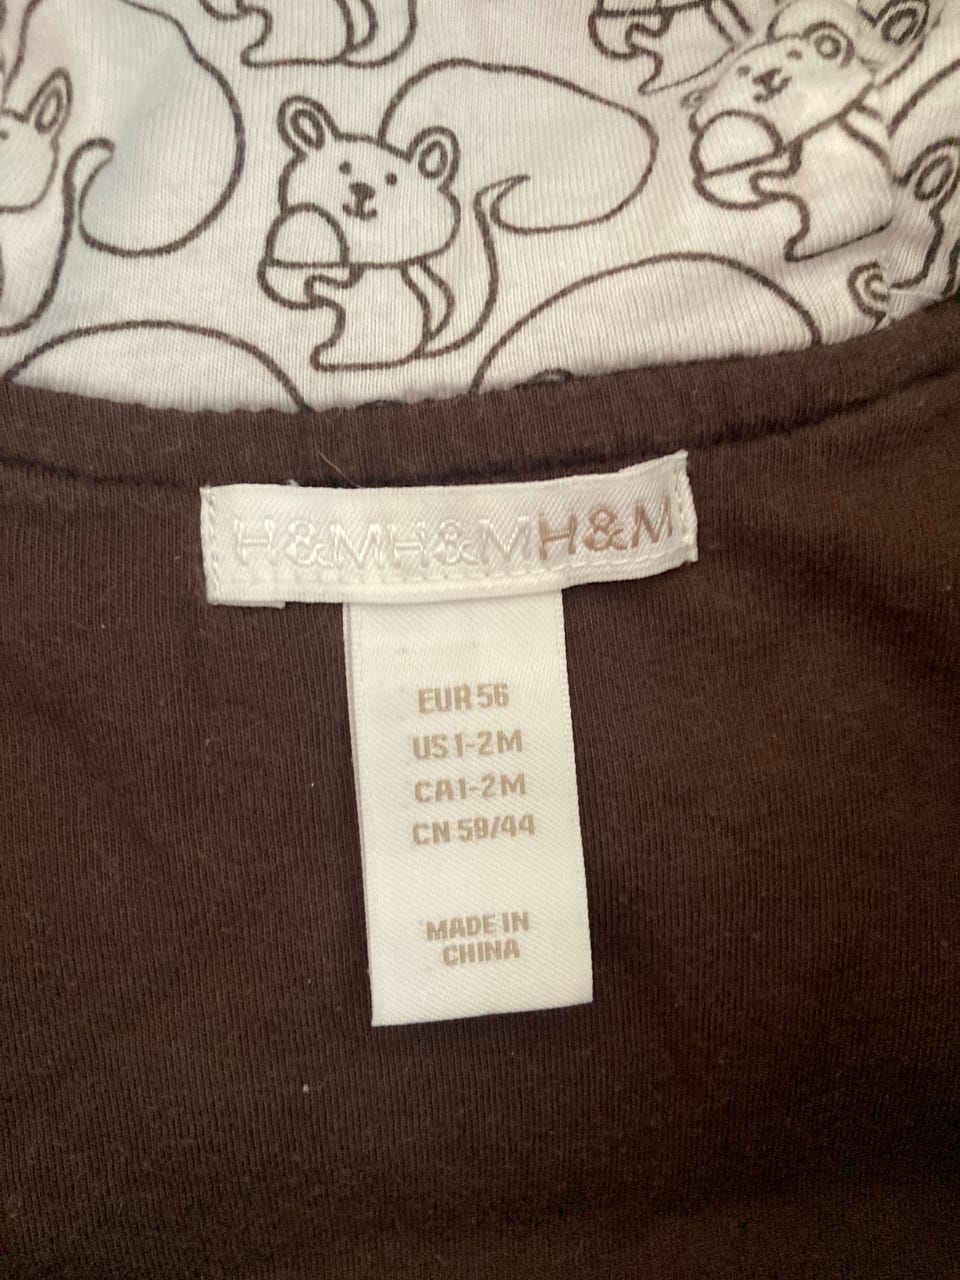 H&MH&MH&M
EUR 56
US 1-2M
CA 1-2M
CN 59/44
MADE IN
CHINA